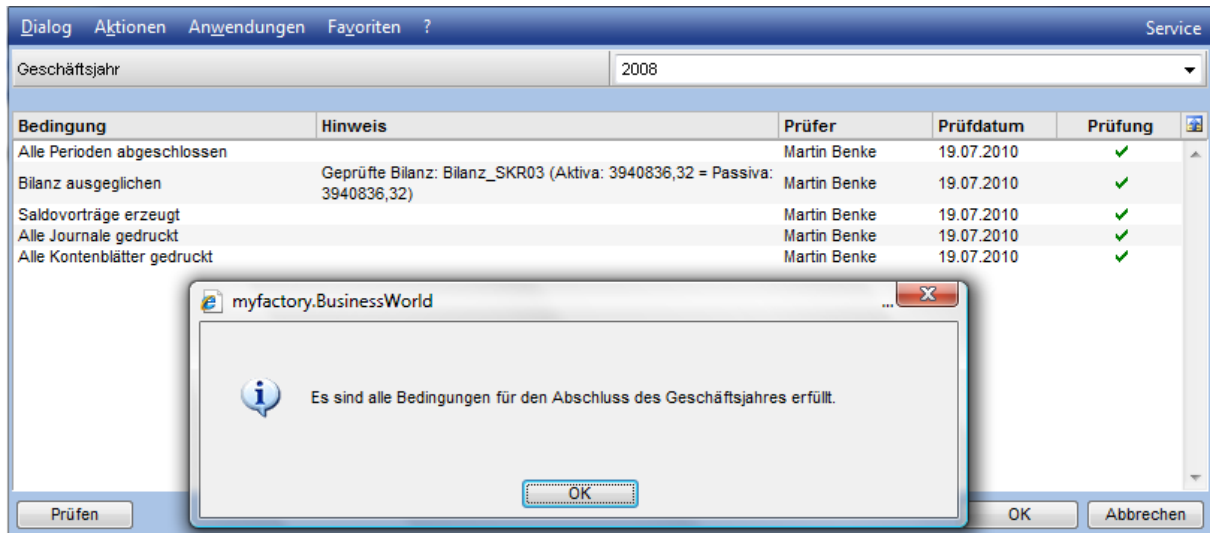 Dialog Aktionen Anwendungen Favoriten ? Service
Geschäftsjahr 2008
Bedingung Hinweis Prüfer Prüfdatum Prüfung
Alle Perioden abgeschlossen Martin Benke 19.07.2010
Bilanz ausgeglichen Geprüfte Bilanz: Bilanz_SKR03 (Aktiva: 3940836,32 = Passiva: 3940836,32) Martin Benke 19.07.2010
Saldovorträge erzeugt Martin Benke 19.07.2010
Alle Journale gedruckt Martin Benke 19.07.2010
Alle Kontenblätter gedruckt Martin Benke 19.07.2010
myfactory.BusinessWorld ...
Es sind alle Bedingungen für den Abschluss des Geschäftsjahres erfüllt.
OK
Prüfen OK Abbrechen